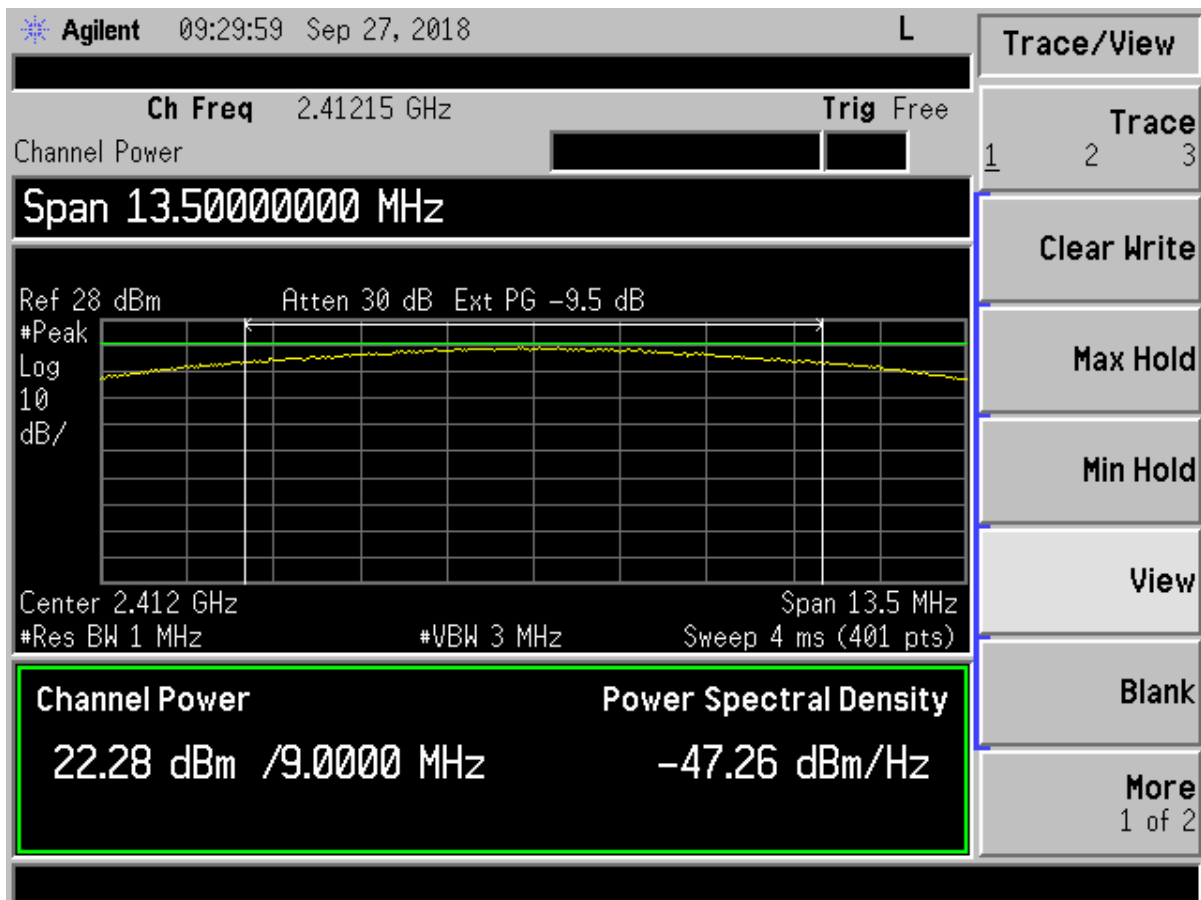 Agilent 09:29:59 Sep 27, 2018 L
Ch Freq 2.41215 GHz Trig Free
Channel Power
Span 13.50000000 MHz
Ref 28 dBm Atten 30 dB Ext PG -9.5 dB
#Peak
Log
10
dB/
Center 2.412 GHz Span 13.5 MHz
#Res BW 1 MHz #VBW 3 MHz Sweep 4 ms (401 pts)
Channel Power Power Spectral Density
22.28 dBm /9.0000 MHz -47.26 dBm/Hz
Trace/View
Trace
1 2 3
Clear Write
Max Hold
Min Hold
View
Blank
More
1 of 2